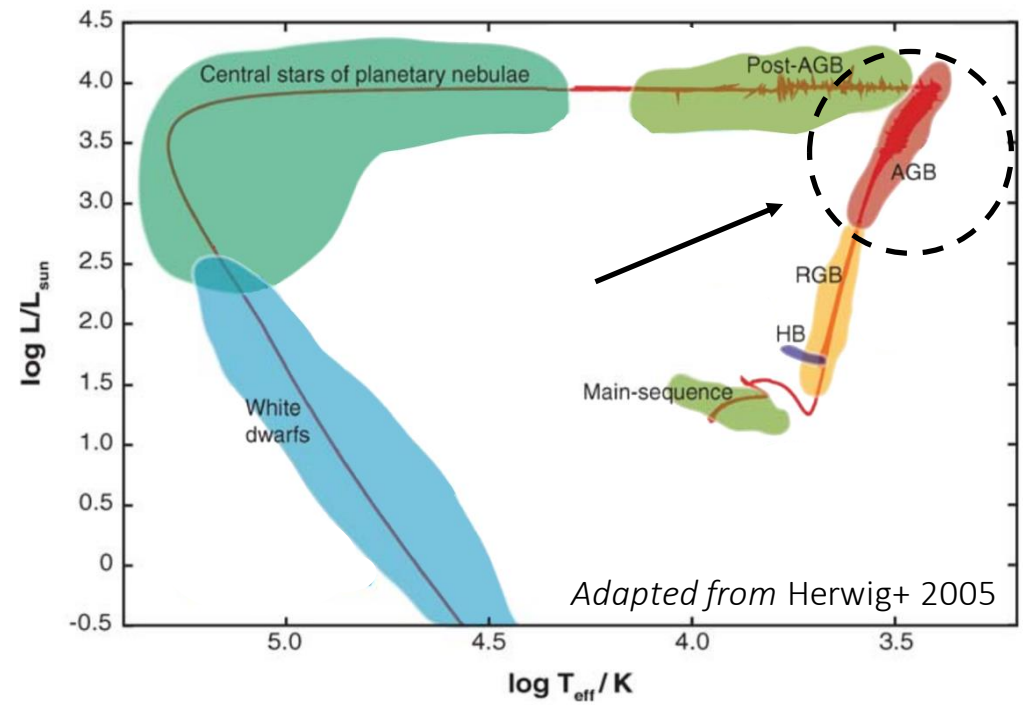 4.5
4.0
3.5
3.0
2.5
2.0
1.5
1.0
0.5
0
-0.5
log L/Lsun
Central stars of planetary nebulae
Post-AGB
AGB
RGB
HB
Main-sequence
White
dwarfs
Adapted from Herwig+ 2005
5.0 4.5 4.0 3.5
log Teff / K